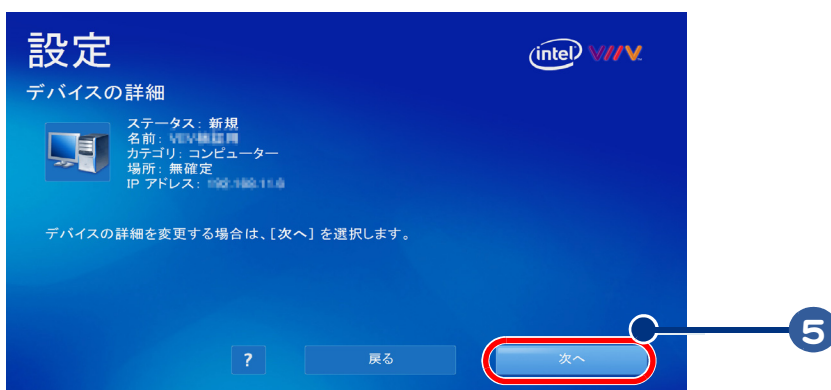 設定
intel VIIV
デバイスの詳細
ステータス: 新規
名前:
カテゴリ: コンピューター
場所: 無確定
IP アドレス:
デバイスの詳細を変更する場合は、[次へ] を選択します。
? 戻る 次へ
5